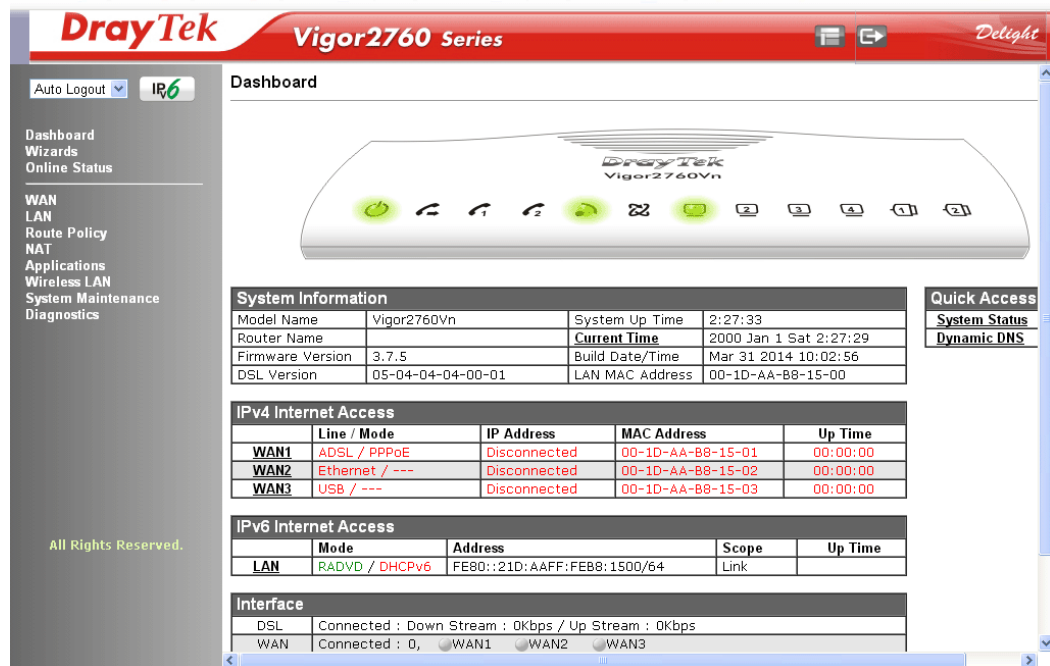 DrayTek Vigor2760 Series Delight
Auto Logout IPv6
Dashboard
Wizards
Online Status
WAN
LAN
Route Policy
NAT
Applications
Wireless LAN
System Maintenance
Diagnostics
All Rights Reserved.
Dashboard
DrayTek
Vigor2760Vn
1 2 2 3 4 1 2
System Information
Model Name Vigor2760Vn System Up Time 2:27:33
Router Name Current Time 2000 Jan 1 Sat 2:27:29
Firmware Version 3.7.5 Build Date/Time Mar 31 2014 10:02:56
DSL Version 05-04-04-04-00-01 LAN MAC Address 00-1D-AA-B8-15-00
Quick Access
System Status
Dynamic DNS
IPv4 Internet Access
Line / Mode IP Address MAC Address Up Time
WAN1 ADSL / PPPoE Disconnected 00-1D-AA-B8-15-01 00:00:00
WAN2 Ethernet / --- Disconnected 00-1D-AA-B8-15-02 00:00:00
WAN3 USB / --- Disconnected 00-1D-AA-B8-15-03 00:00:00
IPv6 Internet Access
Mode Address Scope Up Time
LAN RADVD / DHCPv6 FE80::21D:AAFF:FEB8:1500/64 Link
Interface
DSL Connected : Down Stream : 0Kbps / Up Stream : 0Kbps
WAN Connected : 0, WAN1 WAN2 WAN3